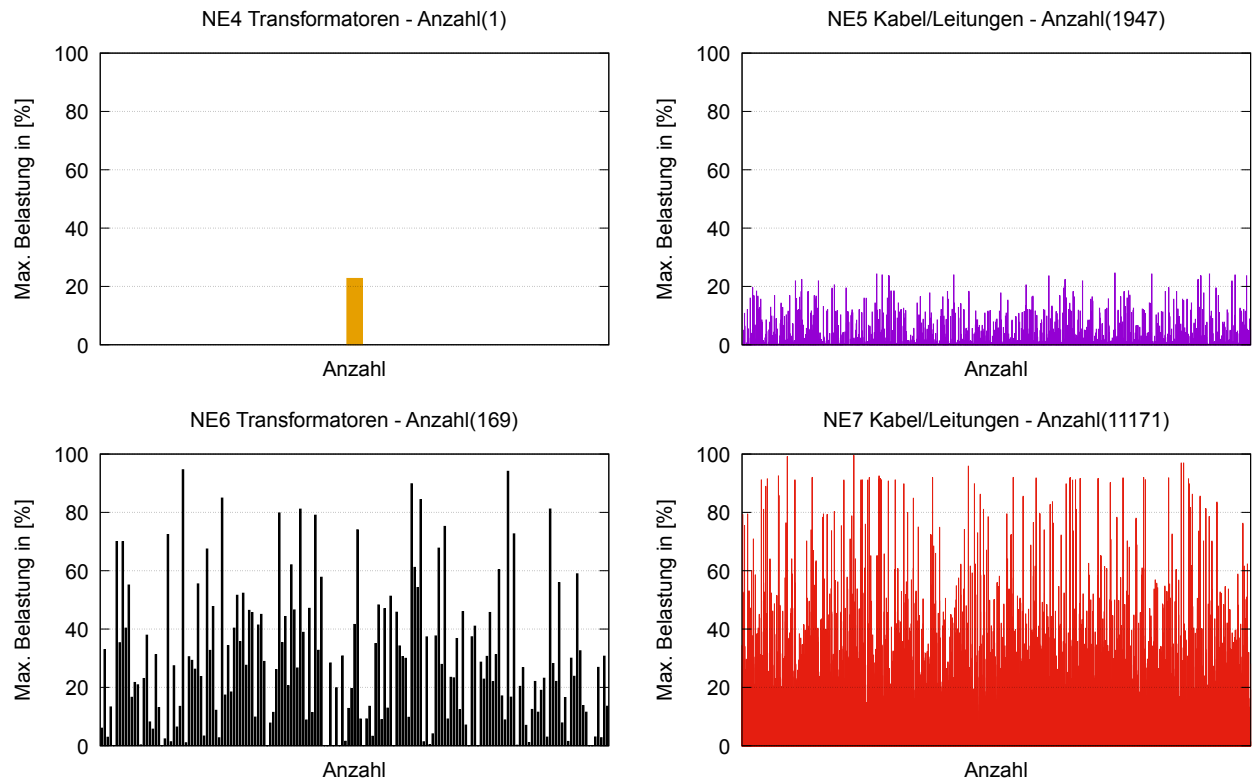 NE4 Transformatoren - Anzahl(1)
Max. Belastung in [%]
100
80
60
40
20
0
Anzahl
NE5 Kabel/Leitungen - Anzahl(1947)
Max. Belastung in [%]
100
80
60
40
20
0
Anzahl
NE6 Transformatoren - Anzahl(169)
Max. Belastung in [%]
100
80
60
40
20
0
Anzahl
NE7 Kabel/Leitungen - Anzahl(11171)
Max. Belastung in [%]
100
80
60
40
20
0
Anzahl